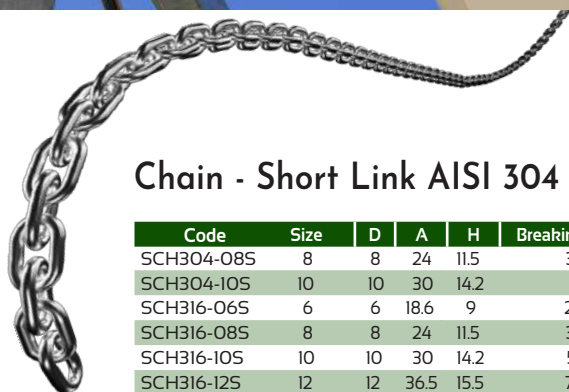 Chain - Short Link AISI 304
Code Size D A H
SCH304-08S 8 8 24 11.5
SCH304-10S 10 10 30 14.2
SCH316-06S 6 6 18.6 9
SCH316-08S 8 8 24 11.5
SCH316-10S 10 10 30 14.2
SCH316-12S 12 12 36.5 15.5